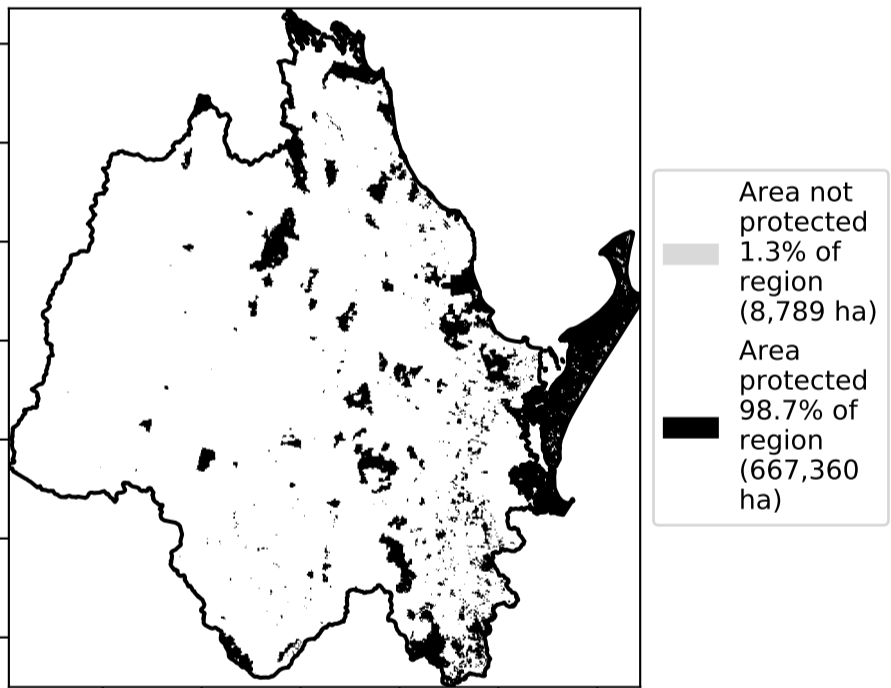 Area not
protected
1.3% of
region
(8,789 ha)
Area
protected
98.7% of
region
(667,360
ha)